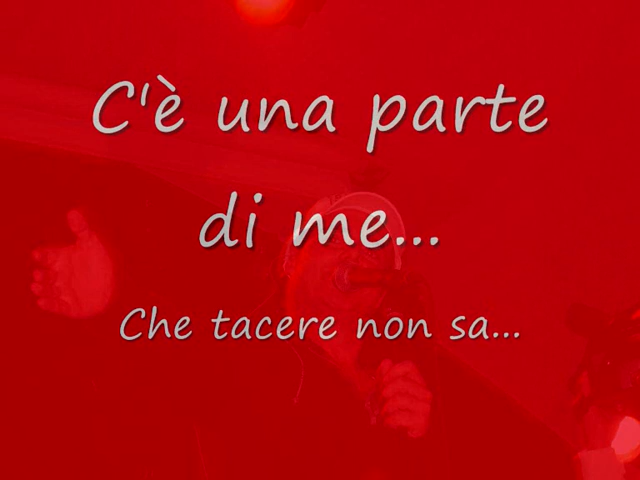 C'è una parte
di me...
Che tacere non sa...